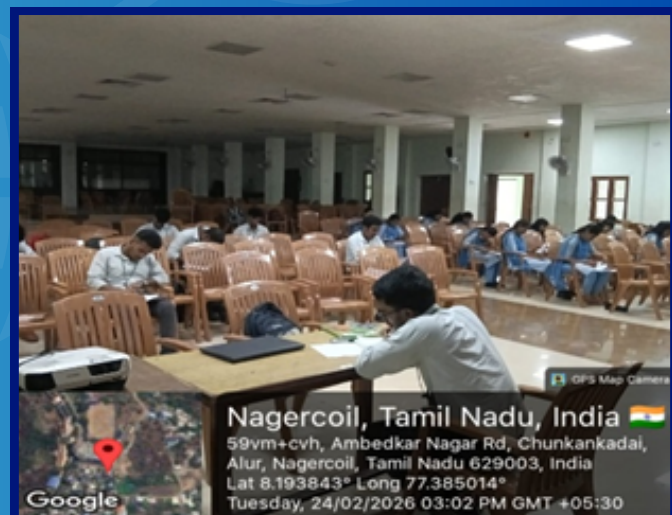 GPS Map Camera
Nagercoil, Tamil Nadu, India
59vm+cvh, Ambedkar Nagar Rd, Chunkankadai,
Alur, Nagercoil, Tamil Nadu 629003, India
Lat 8.193843° Long 77.385014°
Tuesday, 24/02/2026 03:02 PM GMT +05:30
Google